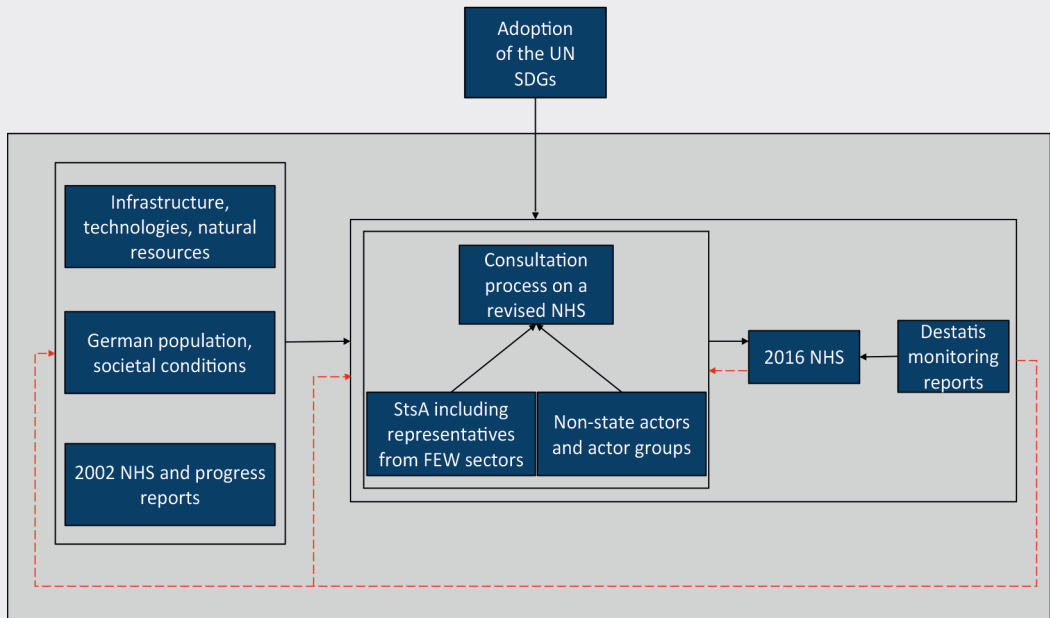 Adoption
of the UN
SDGs
Infrastructure,
technologies, natural
resources
German population,
societal conditions
2002 NHS and progress
reports
Consultation
process on a
revised NHS
StsA including
representatives
from FEW sectors
Non-state actors
and actor groups
2016 NHS
Destatis
monitoring
reports